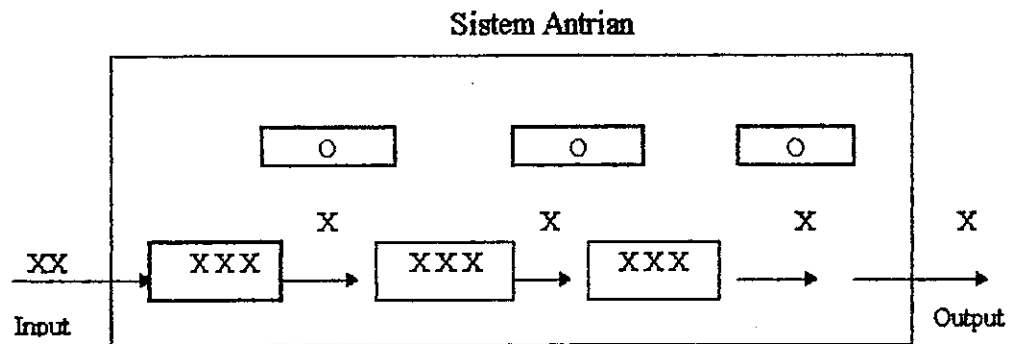 Sistem Antrian
O O O
X X X X
XX XXX XXX XXX
Input Output